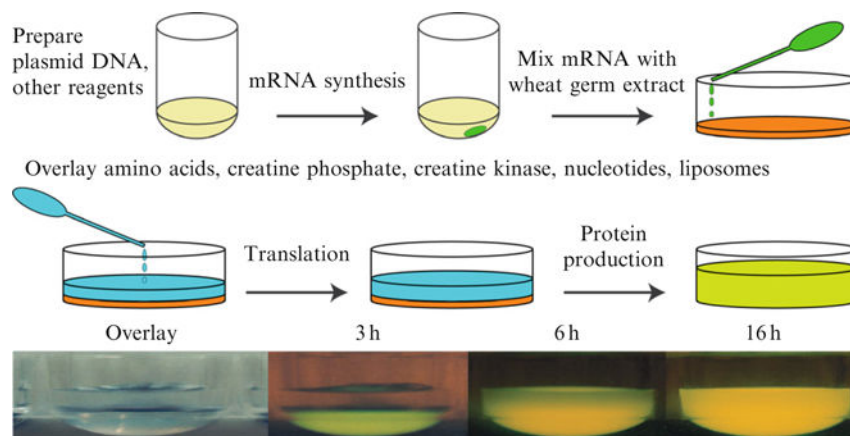 Prepare
plasmid DNA,
other reagents
mRNA synthesis
Mix mRNA with
wheat germ extract
Overlay amino acids, creatine phosphate, creatine kinase, nucleotides, liposomes
Translation
Protein
production
Overlay 3 h 6 h 16 h